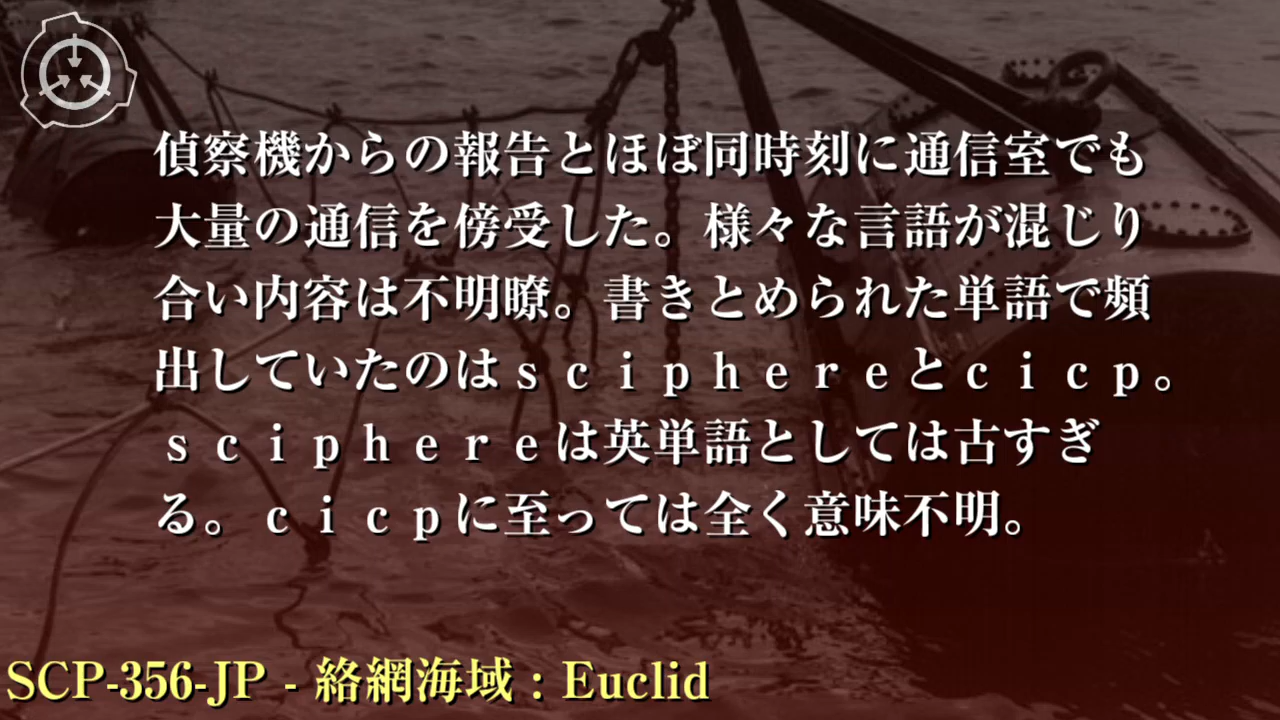 偵察機からの報告とほぼ同時刻に通信室でも
大量の通信を傍受した。様々な言語が混じり
合い内容は不明瞭。書きとめられた単語で頻
出していたのはｓｃｉｐｈｅｒｅとｃｉｃｐ。
ｓｃｉｐｈｅｒｅは英単語としては古すぎ
る。ｃｉｃｐに至っては全く意味不明。
SCP-356-JP - 絡網海域：Euclid